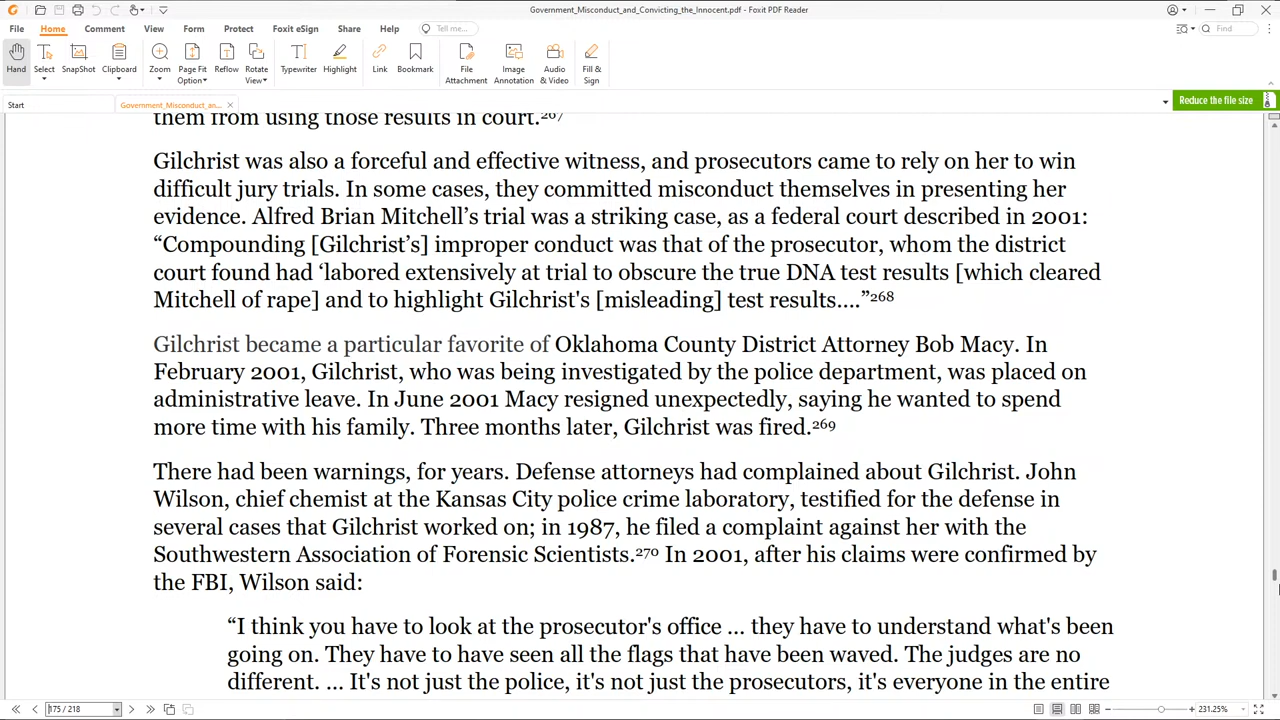 Government_Misconduct_and_Convicting_the_Innocent.pdf - Foxit PDF Reader
File Home Comment View Form Protect Foxit eSign Share Help Tell me... Find
Hand Select SnapShot Clipboard Zoom Page Fit Option Reflow Rotate View Typewriter Highlight Link Bookmark File Attachment Image Annotation Audio & Video Fill & Sign
Start Government_Misconduct_an... Reduce the file size
them from using those results in court.267
Gilchrist was also a forceful and effective witness, and prosecutors came to rely on her to win
difficult jury trials. In some cases, they committed misconduct themselves in presenting her
evidence. Alfred Brian Mitchell’s trial was a striking case, as a federal court described in 2001:
“Compounding [Gilchrist’s] improper conduct was that of the prosecutor, whom the district
court found had ‘labored extensively at trial to obscure the true DNA test results [which cleared
Mitchell of rape] and to highlight Gilchrist's [misleading] test results….”268
Gilchrist became a particular favorite of Oklahoma County District Attorney Bob Macy. In
February 2001, Gilchrist, who was being investigated by the police department, was placed on
administrative leave. In June 2001 Macy resigned unexpectedly, saying he wanted to spend
more time with his family. Three months later, Gilchrist was fired.269
There had been warnings, for years. Defense attorneys had complained about Gilchrist. John
Wilson, chief chemist at the Kansas City police crime laboratory, testified for the defense in
several cases that Gilchrist worked on; in 1987, he filed a complaint against her with the
Southwestern Association of Forensic Scientists.270 In 2001, after his claims were confirmed by
the FBI, Wilson said:
“I think you have to look at the prosecutor's office … they have to understand what's been
going on. They have to have seen all the flags that have been waved. The judges are no
different. … It's not just the police, it's not just the prosecutors, it's everyone in the entire
175 / 218 231.25%